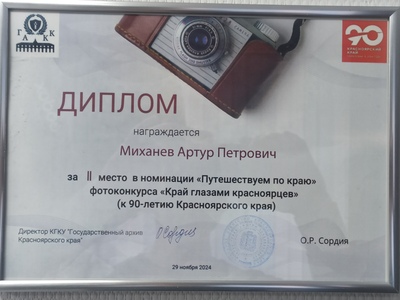 Г К
А К
90
КРАСНОЯРСКИЙ
КРАЙ
ДИПЛОМ
награждается
Миханев Артур Петрович
за II место в номинации «Путешествуем по краю»
фотоконкурса «Край глазами красноярцев»
(к 90-летию Красноярского края)
Директор КГКУ "Государственный архив
Красноярского края"
О.Р. Сордия
29 ноября 2024